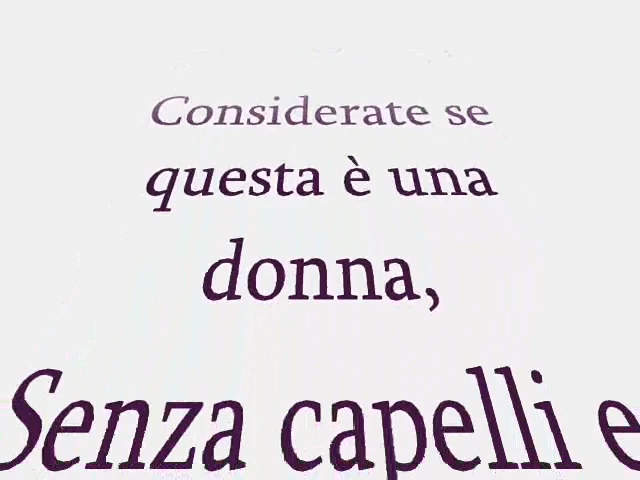 Considerate se
questa è una
donna,
Senza capelli e